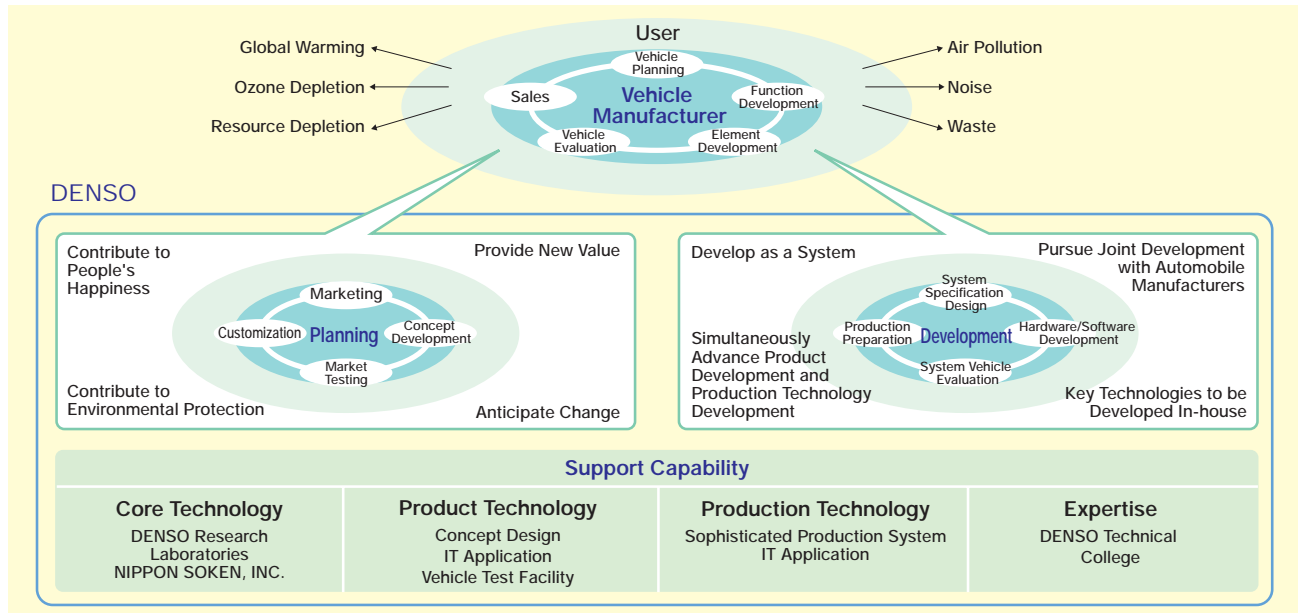 User
Global Warming
Ozone Depletion
Resource Depletion
Air Pollution
Noise
Waste
Vehicle
Planning
Sales
Vehicle
Manufacturer
Function
Development
Vehicle
Evaluation
Element
Development
DENSO
Contribute to
People's
Happiness
Provide New Value
Marketing
Customization
Planning
Concept
Development
Market
Testing
Contribute to
Environmental Protection
Anticipate Change
Develop as a System
Pursue Joint Development
with Automobile
Manufacturers
System
Specification
Design
Production
Preparation
Development
Hardware/Software
Development
System Vehicle
Evaluation
Simultaneously
Advance Product
Development and
Production Technology
Development
Key Technologies to be
Developed In-house
Support Capability
Core Technology
DENSO Research
Laboratories
NIPPON SOKEN, INC.
Product Technology
Concept Design
IT Application
Vehicle Test Facility
Production Technology
Sophisticated Production System
IT Application
Expertise
DENSO Technical
College